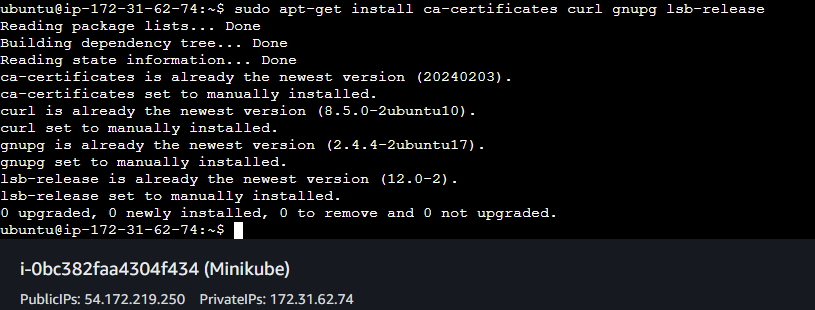 ubuntu@ip-172-31-62-74:~$ sudo apt-get install ca-certificates curl gnupg lsb-release
Reading package lists... Done
Building dependency tree... Done
Reading state information... Done
ca-certificates is already the newest version (20240203).
ca-certificates set to manually installed.
curl is already the newest version (8.5.0-2ubuntu10).
curl set to manually installed.
gnupg is already the newest version (2.4.4-2ubuntu17).
gnupg set to manually installed.
lsb-release is already the newest version (12.0-2).
lsb-release set to manually installed.
0 upgraded, 0 newly installed, 0 to remove and 0 not upgraded.
ubuntu@ip-172-31-62-74:~$
i-0bc382faa4304f434 (Minikube)
PublicIPs: 54.172.219.250 PrivateIPs: 172.31.62.74